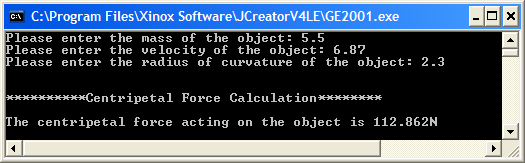 C:\Program Files\Xinox Software\JCreatorV4LE\GE2001.exe
Please enter the mass of the object: 5.5
Please enter the velocity of the object: 6.87
Please enter the radius of curvature of the object: 2.3
**********Centripetal Force Calculation********
The centripetal force acting on the object is 112.862N